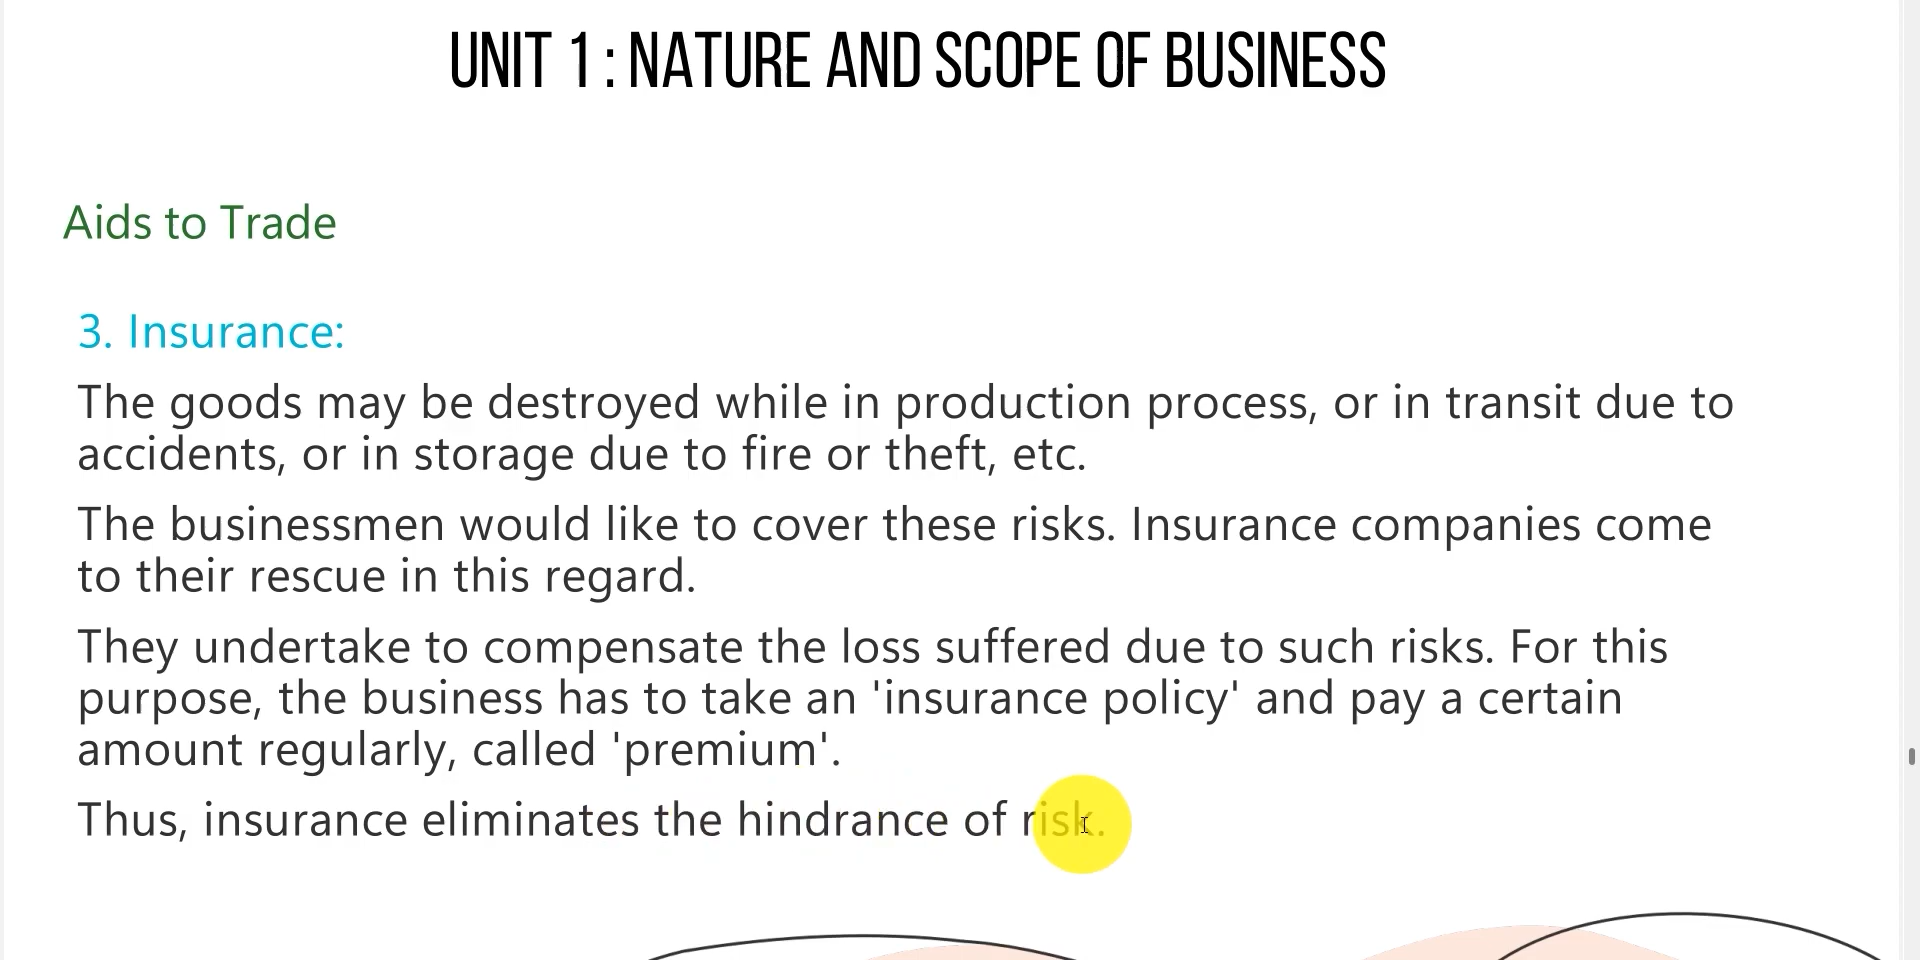 UNIT 1 : NATURE AND SCOPE OF BUSINESS
Aids to Trade
3. Insurance:
The goods may be destroyed while in production process, or in transit due to
accidents, or in storage due to fire or theft, etc.
The businessmen would like to cover these risks. Insurance companies come
to their rescue in this regard.
They undertake to compensate the loss suffered due to such risks. For this
purpose, the business has to take an 'insurance policy' and pay a certain
amount regularly, called 'premium'.
Thus, insurance eliminates the hindrance of risk.